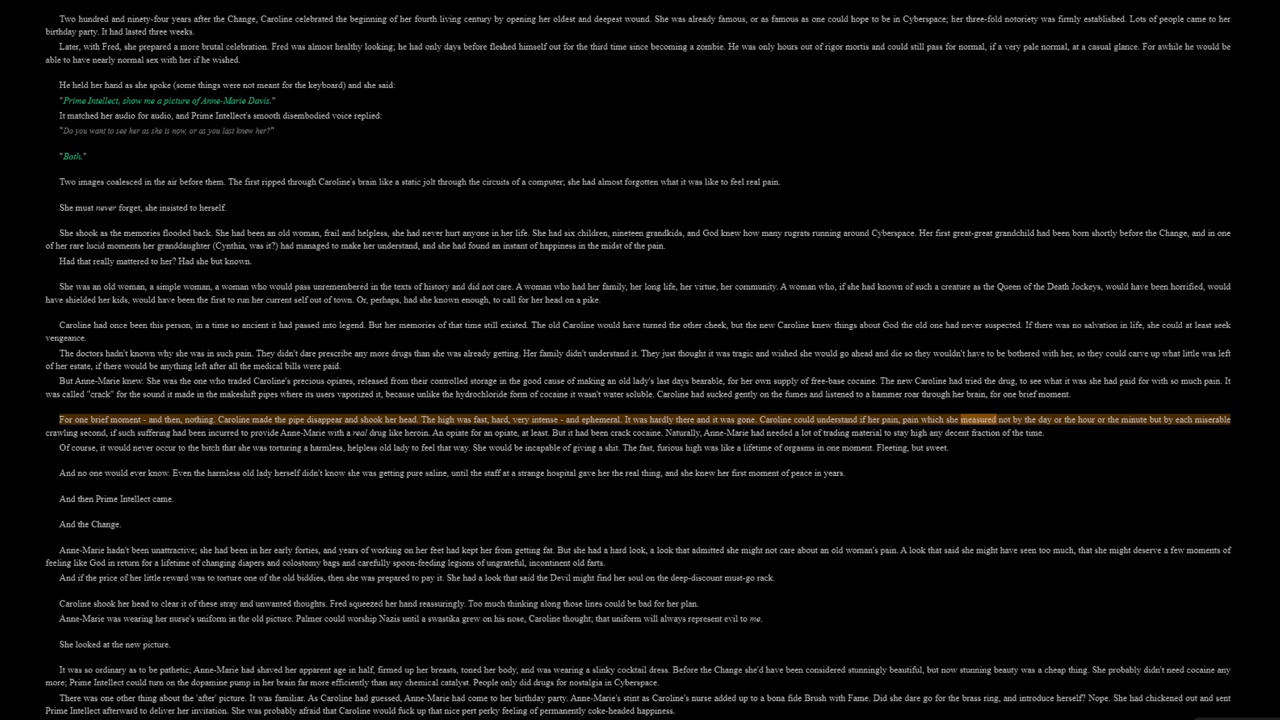 Two hundred and ninety-four years after the Change, Caroline celebrated the beginning of her fourth living century by opening her oldest and deepest wound. She was already famous, or as famous as one could hope to be in Cyberspace; her three-fold notoriety was firmly established. Lots of people came to her
birthday party. It had lasted three weeks.
Later, with Fred, she prepared a more brutal celebration. Fred was almost healthy looking; he had only days before fleshed himself out for the third time since becoming a zombie. He was only hours out of rigor mortis and could still pass for normal, if a very pale normal, at a casual glance. For awhile he would be
able to have nearly normal sex with her if he wished.
He held her hand as she spoke (some things were not meant for the keyboard) and she said:
"Prime Intellect, show me a picture of Anne-Marie Davis."
It matched her audio for audio, and Prime Intellect's smooth disembodied voice replied:
"Do you want to see her as she is now, or as you last knew her?"
"Both."
Two images coalesced in the air before them. The first ripped through Caroline's brain like a static jolt through the circuits of a computer; she had almost forgotten what it was like to feel real pain.
She must never forget, she insisted to herself.
She shook as the memories flooded back. She had been an old woman, frail and helpless, she had never hurt anyone in her life. She had six children, nineteen grandkids, and God knew how many rugrats running around Cyberspace. Her first great-great grandchild had been born shortly before the Change, and in one
of her rare lucid moments her granddaughter (Cynthia, was it?) had managed to make her understand, and she had found an instant of happiness in the midst of the pain.
Had that really mattered to her? Had she but known.
She was an old woman, a simple woman, a woman who would pass unremembered in the texts of history and did not care. A woman who had her family, her long life, her virtue, her community. A woman who, if she had known of such a creature as the Queen of the Death Jockeys, would have been horrified, would
have shielded her kids, would have been the first to run her current self out of town. Or, perhaps, had she known enough, to call for her head on a pike.
Caroline had once been this person, in a time so ancient it had passed into legend. But her memories of that time still existed. The old Caroline would have turned the other cheek, but the new Caroline knew things about God the old one had never suspected. If there was no salvation in life, she could at least seek
vengeance.
The doctors hadn't known why she was in such pain. They didn't dare prescribe any more drugs than she was already getting. Her family didn't understand it. They just thought it was tragic and wished she would go ahead and die so they wouldn't have to be bothered with her, so they could carve up what little was left
of her estate, if there would be anything left after all the medical bills were paid.
But Anne-Marie knew. She was the one who traded Caroline's precious opiates, released from their controlled storage in the good cause of making an old lady's last days bearable, for her own supply of free-base cocaine. The new Caroline had tried the drug, to see what it was she had paid for with so much pain. It
was called "crack" for the sound it made in the makeshift pipes where its users vaporized it, because unlike the hydrochloride form of cocaine it wasn't water soluble. Caroline had sucked gently on the fumes and listened to a hammer roar through her brain, for one brief moment.
For one brief moment - and then, nothing. Caroline made the pipe disappear and shook her head. The high was fast, hard, very intense - and ephemeral. It was hardly there and it was gone. Caroline could understand if her pain, pain which she measured not by the day or the hour or the minute but by each miserable
crawling second, if such suffering had been incurred to provide Anne-Marie with a real drug like heroin. An opiate for an opiate, at least. But it had been crack cocaine. Naturally, Anne-Marie had needed a lot of trading material to stay high any decent fraction of the time.
Of course, it would never occur to the bitch that she was torturing a harmless, helpless old lady to feel that way. She would be incapable of giving a shit. The fast, furious high was like a lifetime of orgasms in one moment. Fleeting, but sweet.
And no one would ever know. Even the harmless old lady herself didn't know she was getting pure saline, until the staff at a strange hospital gave her the real thing, and she knew her first moment of peace in years.
And then Prime Intellect came.
And the Change.
Anne-Marie hadn't been unattractive; she had been in her early forties, and years of working on her feet had kept her from getting fat. But she had a hard look, a look that admitted she might not care about an old woman's pain. A look that said she might have seen too much, that she might deserve a few moments of
feeling like God in return for a lifetime of changing diapers and colostomy bags and carefully spoon-feeding legions of ungrateful, incontinent old farts.
And if the price of her little reward was to torture one of the old biddies, then she was prepared to pay it. She had a look that said the Devil might find her soul on the deep-discount must-go rack.
Caroline shook her head to clear it of these stray and unwanted thoughts. Fred squeezed her hand reassuringly. Too much thinking along those lines could be bad for her plan.
Anne-Marie was wearing her nurse's uniform in the old picture. Palmer could worship Nazis until a swastika grew on his nose, Caroline thought; that uniform will always represent evil to me.
She looked at the new picture.
It was so ordinary as to be pathetic; Anne-Marie had shaved her apparent age in half, firmed up her breasts, toned her body, and was wearing a slinky cocktail dress. Before the Change she'd have been considered stunningly beautiful, but now stunning beauty was a cheap thing. She probably didn't need cocaine any
more; Prime Intellect could turn on the dopamine pump in her brain far more efficiently than any chemical catalyst. People only did drugs for nostalgia in Cyberspace.
There was one other thing about the 'after' picture. It was familiar. As Caroline had guessed, Anne-Marie had come to her birthday party. Anne-Marie's stint as Caroline's nurse added up to a bona fide Brush with Fame. Did she dare go for the brass ring, and introduce herself? Nope. She had chickened out and sent
Prime Intellect afterward to deliver her invitation. She was probably afraid that Caroline would fuck up that nice pert perky feeling of permanently coke-headed happiness.